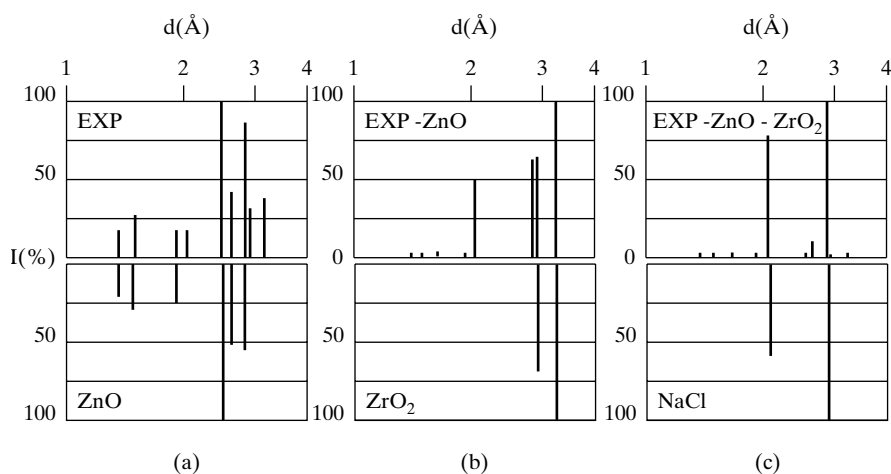 d(Å) d(Å) d(Å)
1 2 3 4 1 2 3 4 1 2 3 4
100 100 100
EXP EXP -ZnO EXP -ZnO - ZrO₂
50 50 50
I(%) 0 0
50 50 50
ZnO ZrO₂ NaCl
100 100 100
(a) (b) (c)